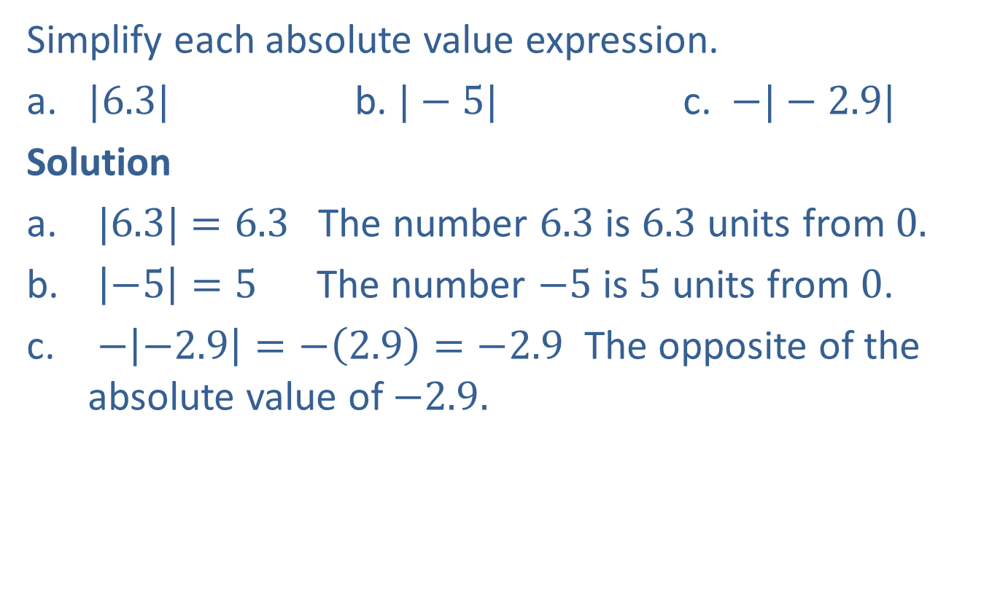 Simplify each absolute value expression.
a. |6.3| b. | − 5| c. −| − 2.9|
Solution
a. |6.3| = 6.3 The number 6.3 is 6.3 units from 0.
b. |−5| = 5 The number −5 is 5 units from 0.
c. −|−2.9| = −(2.9) = −2.9 The opposite of the
absolute value of −2.9.